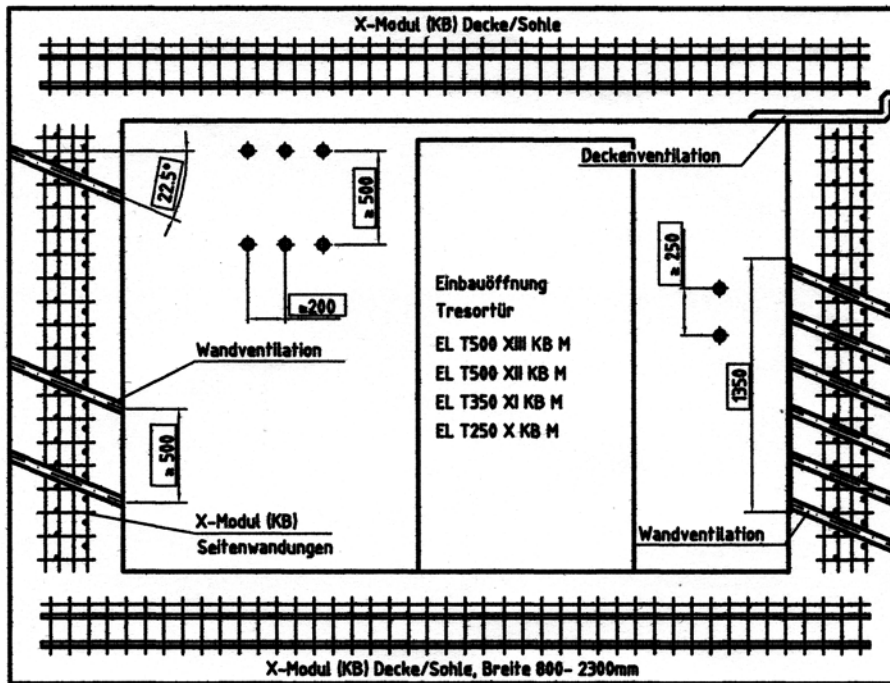 X-Modul (KB) Decke/Sohle
Deckenventilation
22.5°
≥500
≥250
≥200
Einbauöffnung
Tresortür
EL T500 XIII KB M
EL T500 XII KB M
EL T350 XI KB M
EL T250 X KB M
Wandventilation
1350
≥500
X-Modul (KB)
Seitenwandungen
Wandventilation
X-Modul (KB) Decke/Sohle, Breite 800- 2300mm